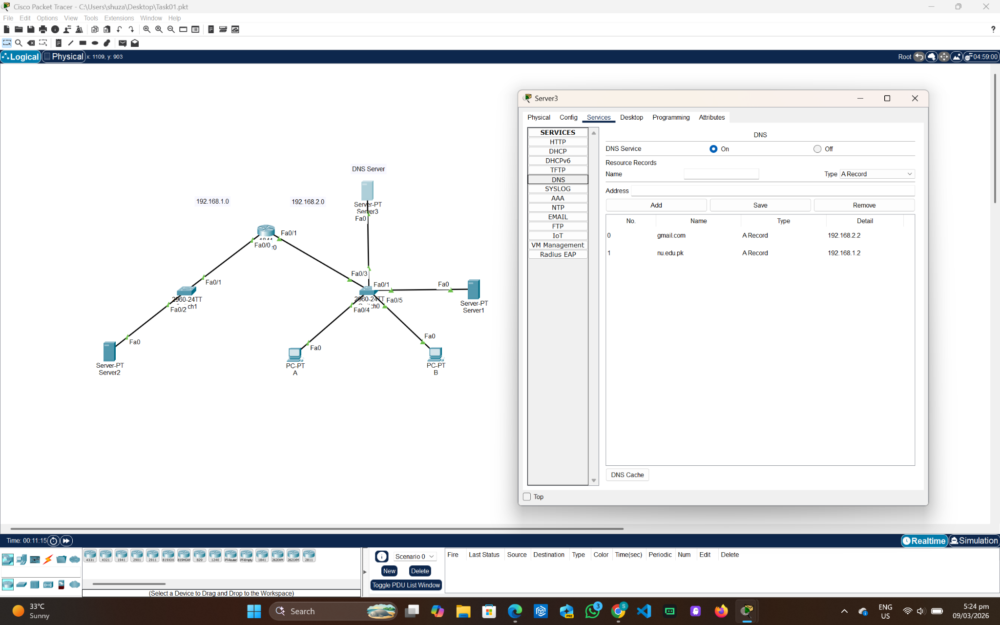 Cisco Packet Tracer - C:\Users\shuza\Desktop\Task01.pkt
File Edit Options View Tools Extensions Window Help
?
Logical Physical x: 1109, y: 903
Root 04:59:00
DNS Server
Server-PT
Server3
Fa0
192.168.1.0
192.168.2.0
Fa0/1
1841
Fa0/0 r0
Fa0/3
Fa0/1
Fa0/1
Fa0
2960-24TT
ch1
Fa0/2
2960-24TT
Fa0/5
ch0
Fa0/4
Server-PT
Server1
Fa0
Fa0
Fa0
Server-PT
Server2
PC-PT
A
PC-PT
B
Server3
Physical Config Services Desktop Programming Attributes
SERVICES
HTTP
DHCP
DHCPv6
TFTP
DNS
SYSLOG
AAA
NTP
EMAIL
FTP
IoT
VM Management
Radius EAP
DNS
DNS Service On Off
Resource Records
Name Type A Record
Address
Add Save Remove
No. Name Type Detail
0 gmail.com A Record 192.168.2.2
1 nu.edu.pk A Record 192.168.1.2
DNS Cache
Top
Time: 00:11:15
Realtime Simulation
4331 4321 1941 2901 2911 819IOX 819HGW 829 1240 PT-Router PT-Empty 1841 2620XM 2621XM 2811
(Select a Device to Drag and Drop to the Workspace)
Scenario 0
New Delete
Toggle PDU List Window
Fire Last Status Source Destination Type Color Time(sec) Periodic Num Edit Delete
33°C
Sunny
Search
PRE
3
S
ENG
US
5:24 pm
09/03/2026